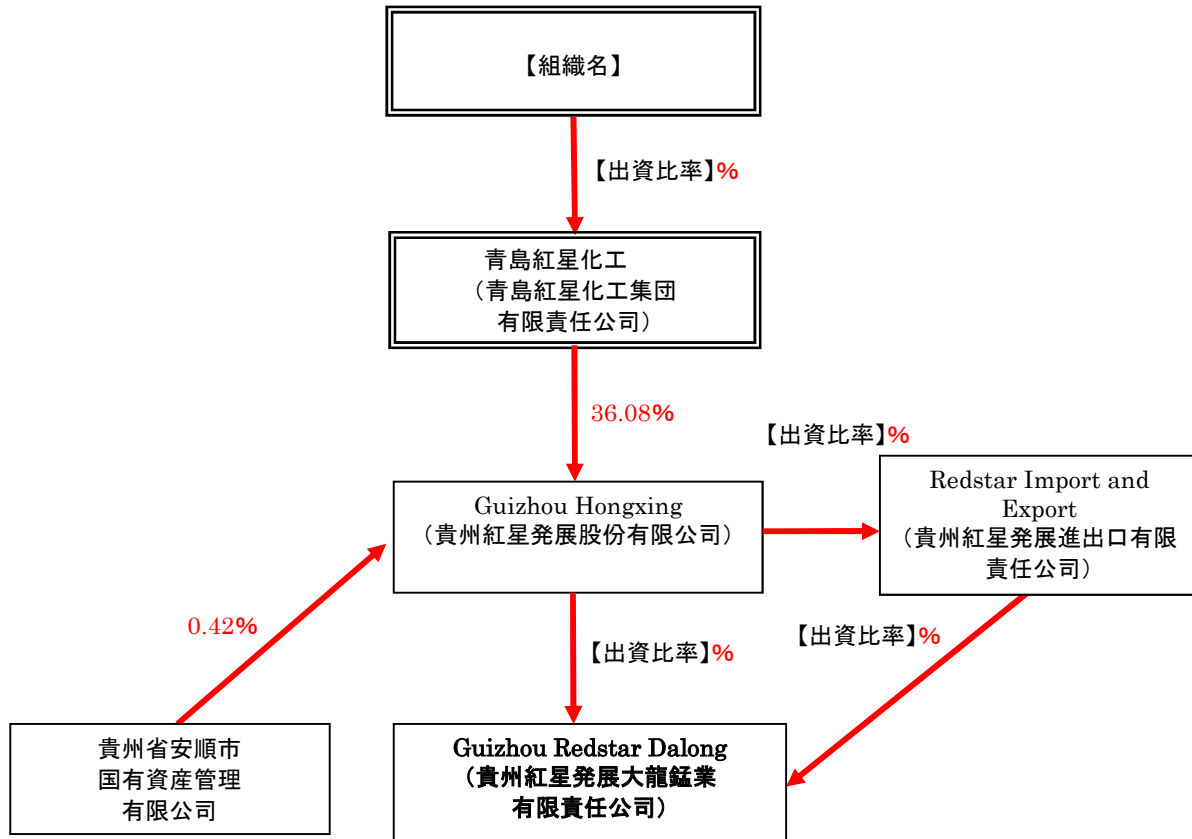 【組織名】
【出資比率】%
青島紅星化工
（青島紅星化工集団
有限責任公司）
36.08%
【出資比率】%
Guizhou Hongxing
（貴州紅星発展股份有限公司）
Redstar Import and
Export
（貴州紅星発展進出口有限
責任公司）
0.42%
【出資比率】%
【出資比率】%
貴州省安順市
国有資産管理
有限公司
Guizhou Redstar Dalong
（貴州紅星発展大龍錳業
有限責任公司）